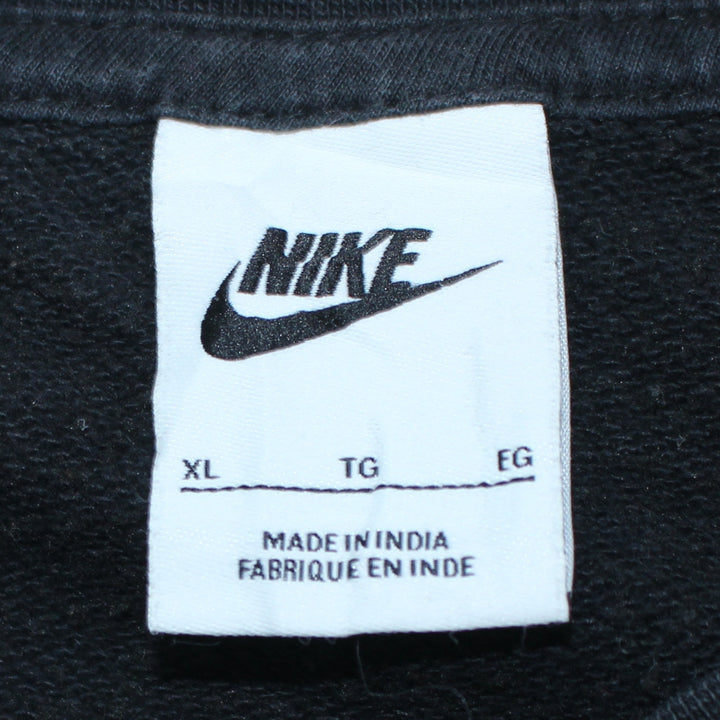 NIKE
XL TG EG
MADE IN INDIA
FABRIQUE EN INDE